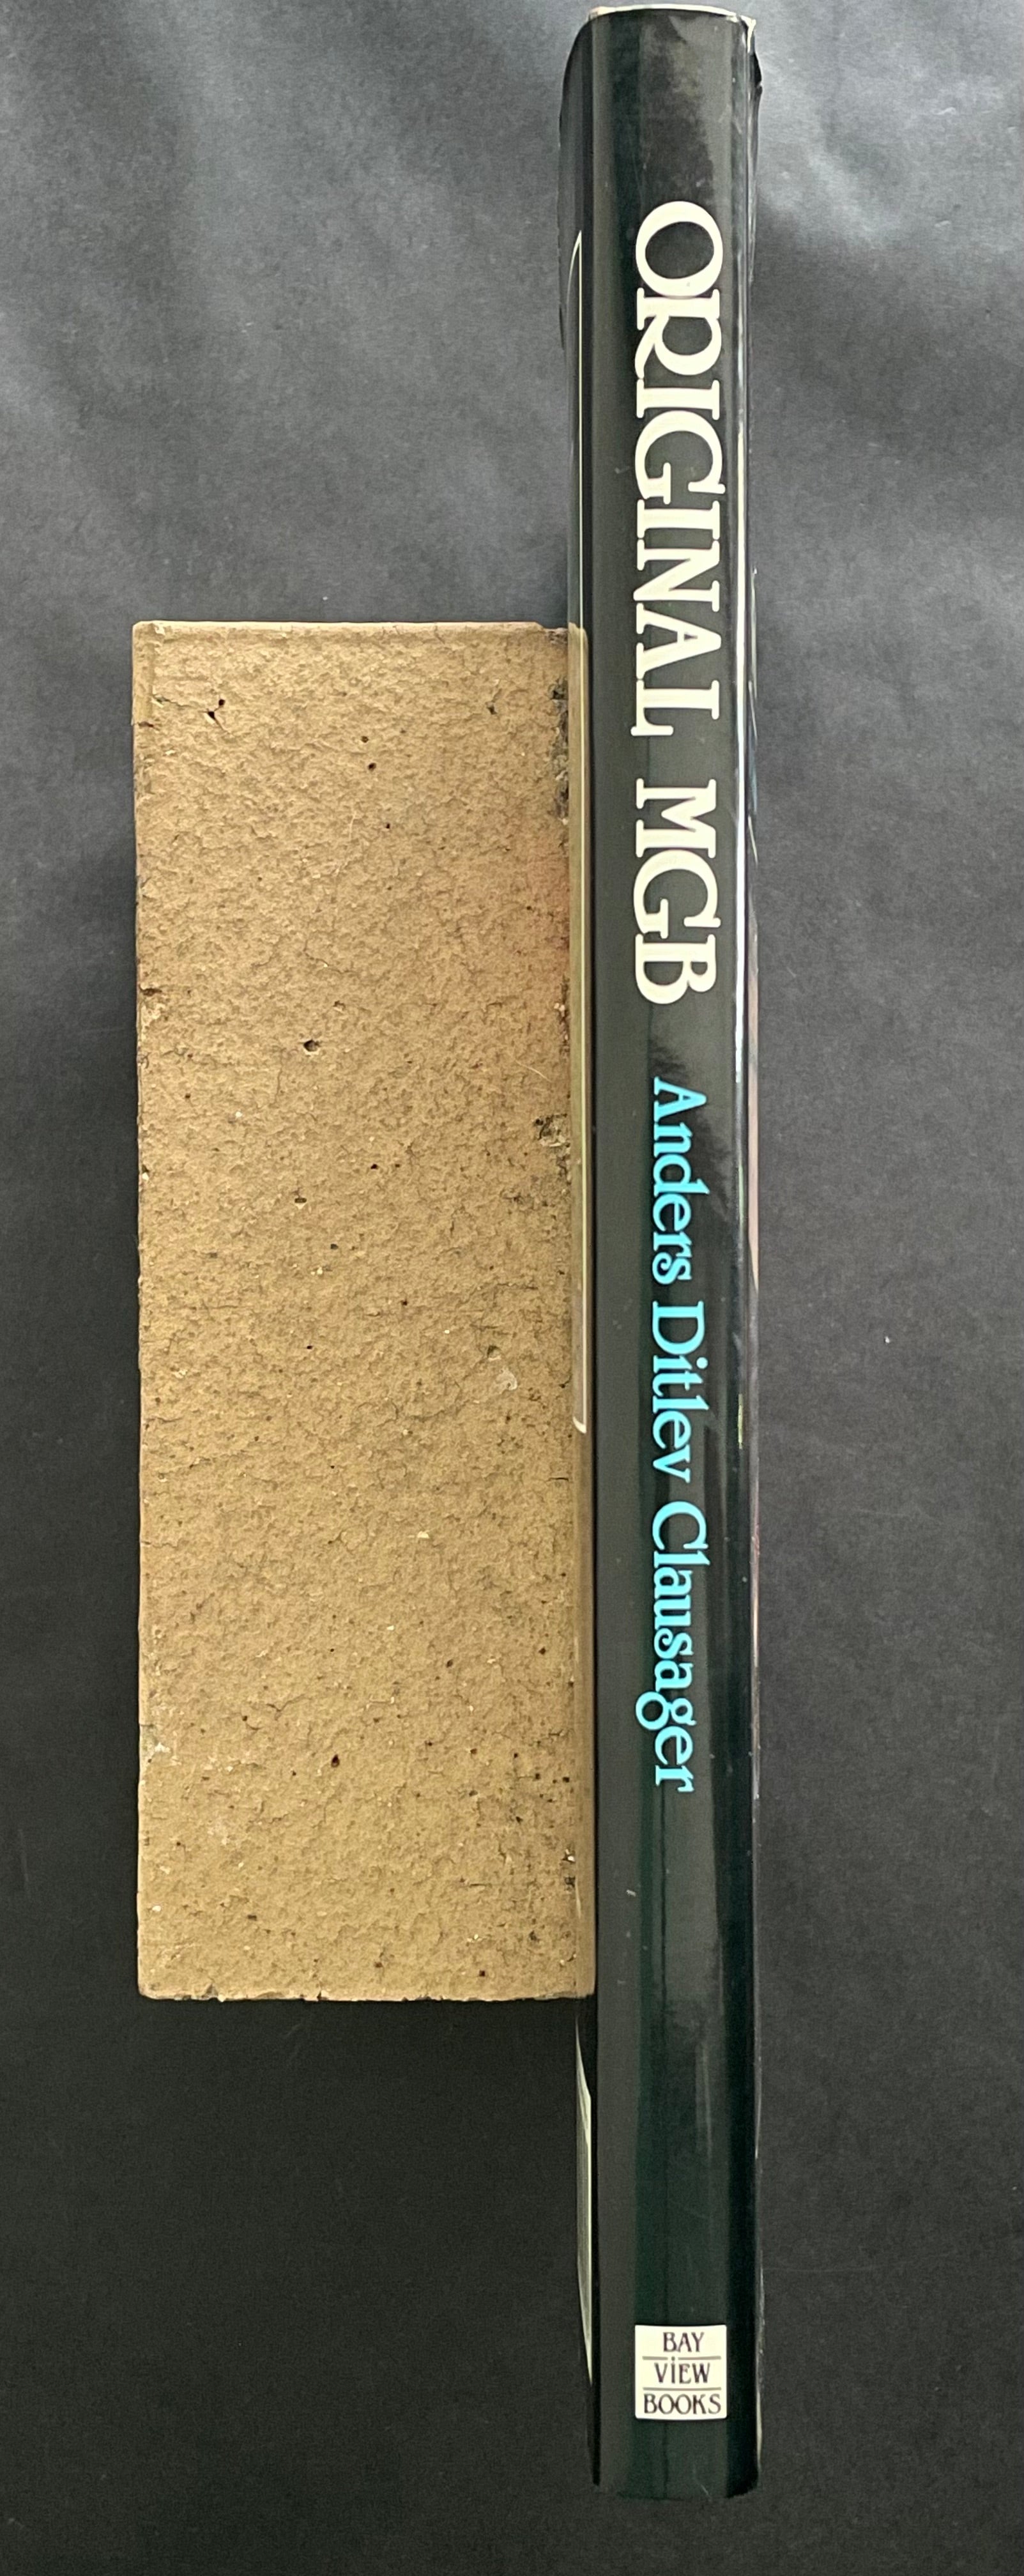 ORIGINAL MGB Anders Ditlev Clausager
BAY
VIEW
BOOKS